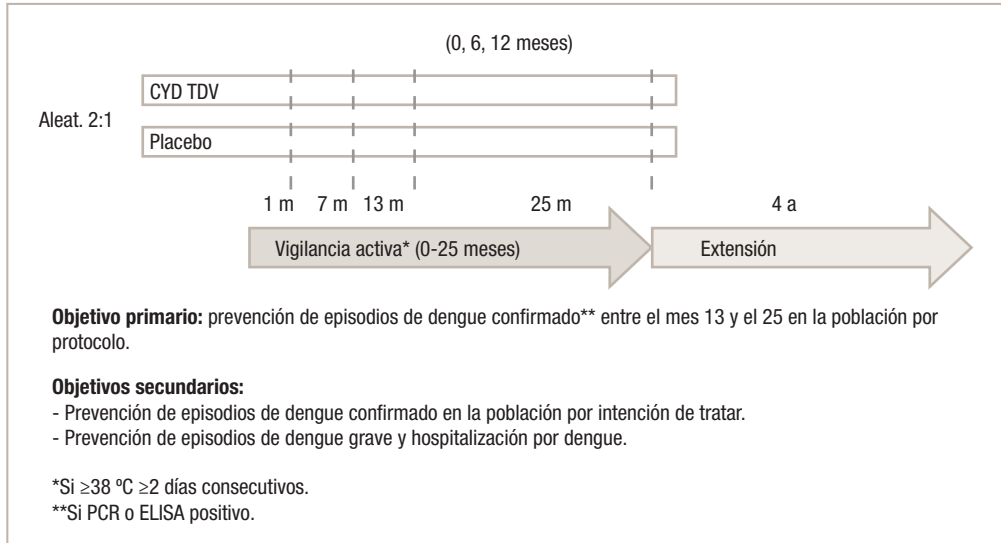 (0, 6, 12 meses)
CYD TDV
Aleat. 2:1
Placebo
1 m 7 m 13 m 25 m 4 a
Vigilancia activa* (0-25 meses) Extensión
Objetivo primario: prevención de episodios de dengue confirmado** entre el mes 13 y el 25 en la población por
protocolo.
Objetivos secundarios:
- Prevención de episodios de dengue confirmado en la población por intención de tratar.
- Prevención de episodios de dengue grave y hospitalización por dengue.
*Si ≥38 ºC ≥2 días consecutivos.
**Si PCR o ELISA positivo.